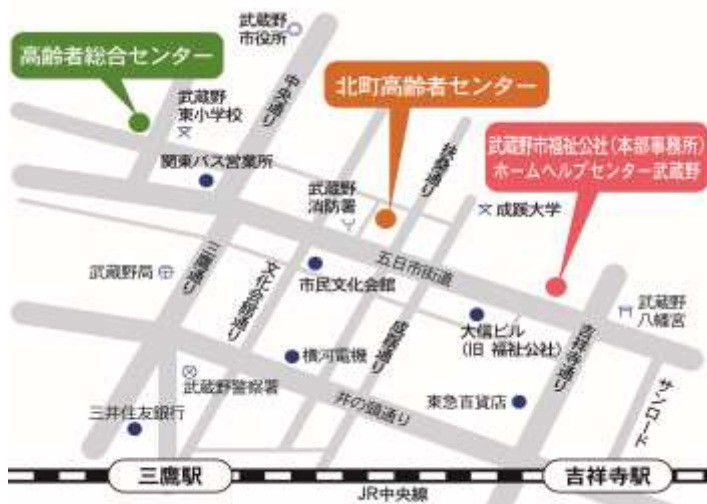 武蔵野
市役所
高齢者総合センター
中央通り
武蔵野
東小学校
北町高齢者センター
扶桑通り
武蔵野市福祉公社（本部事務所）
ホームヘルプセンター武蔵野
関東バス営業所
武蔵野
消防署
成蹊大学
三鷹通り
武蔵野局
文化会館通り
市民文化会館
五日市街道
成蹊通り
大信ビル
（旧 福祉公社）
吉祥寺通り
武蔵野
八幡宮
横河電機
武蔵野警察署
井の頭通り
東急百貨店
サンロード
三井住友銀行
三鷹駅
吉祥寺駅
JR中央線